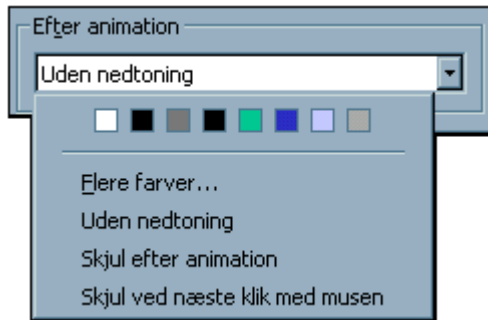 Efter animation
Uden nedtoning
Flere farver...
Uden nedtoning
Skjul efter animation
Skjul ved næste klik med musen